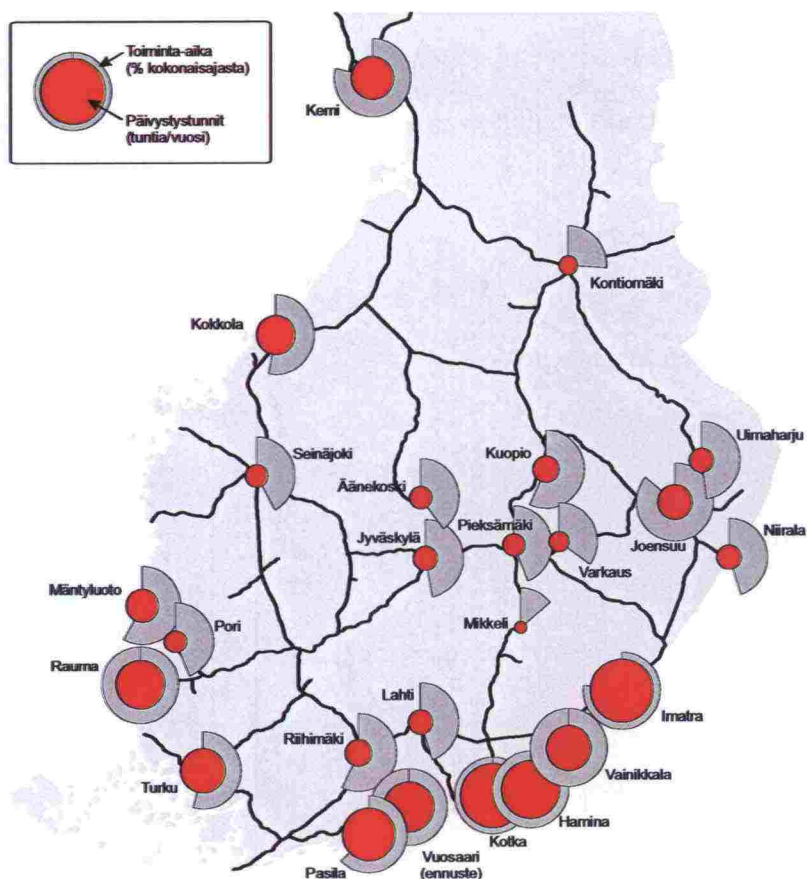 Toiminta-aika
(% kokonaisajasta)
Päivystystunnit
(tuntia/vuosi)
Kemi
Kontiomäki
Kokkola
Seinäjoki
Äänekoski
Kuopio
Uimaharju
Jyväskylä
Pieksämäki
Varkaus
Joensuu
Niirala
Mäntyluoto
Pori
Mikkeli
Rauma
Lahti
Imatra
Riihimäki
Vainikkala
Turku
Hamina
Kotka
Vuosaari
(ennuste)
Pasila